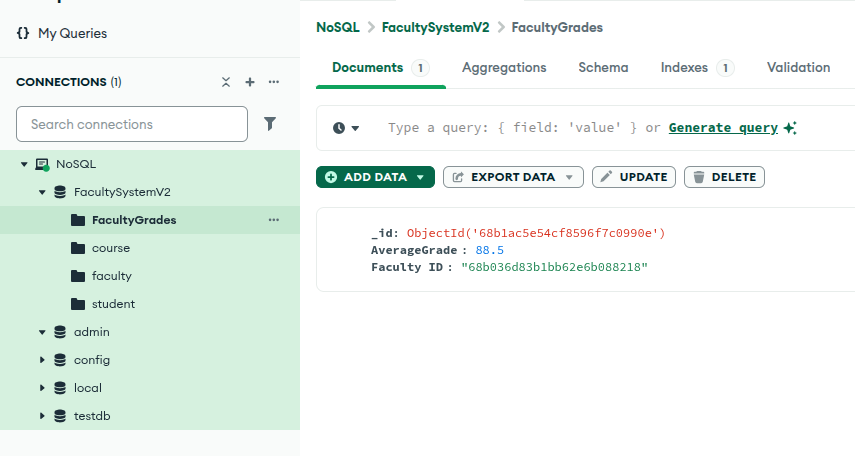 {} My Queries
CONNECTIONS (1)
Search connections
NoSQL
FacultySystemV2
FacultyGrades
course
faculty
student
admin
config
local
testdb
NoSQL > FacultySystemV2 > FacultyGrades
Documents 1 Aggregations Schema Indexes 1 Validation
Type a query: { field: 'value' } or Generate query
ADD DATA EXPORT DATA UPDATE DELETE
_id: ObjectId('68b1ac5e54cf8596f7c0990e')
AverageGrade : 88.5
Faculty ID : "68b036d83b1bb62e6b088218"